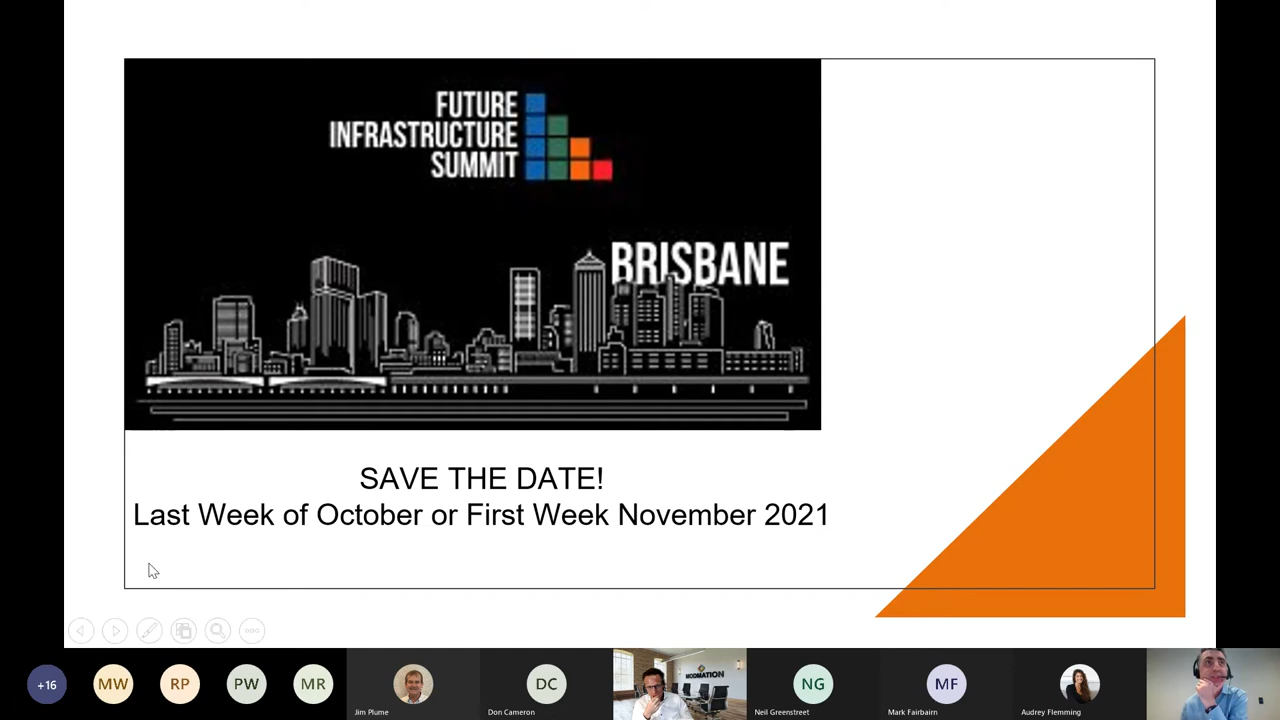 FUTURE
INFRASTRUCTURE
SUMMIT
BRISBANE
SAVE THE DATE!
Last Week of October or First Week November 2021
+16
MW
RP
PW
MR
Jim Plume
DC
Don Cameron
MODMATION
NG
Neil Greenstreet
MF
Mark Fairbairn
Audrey Flemming